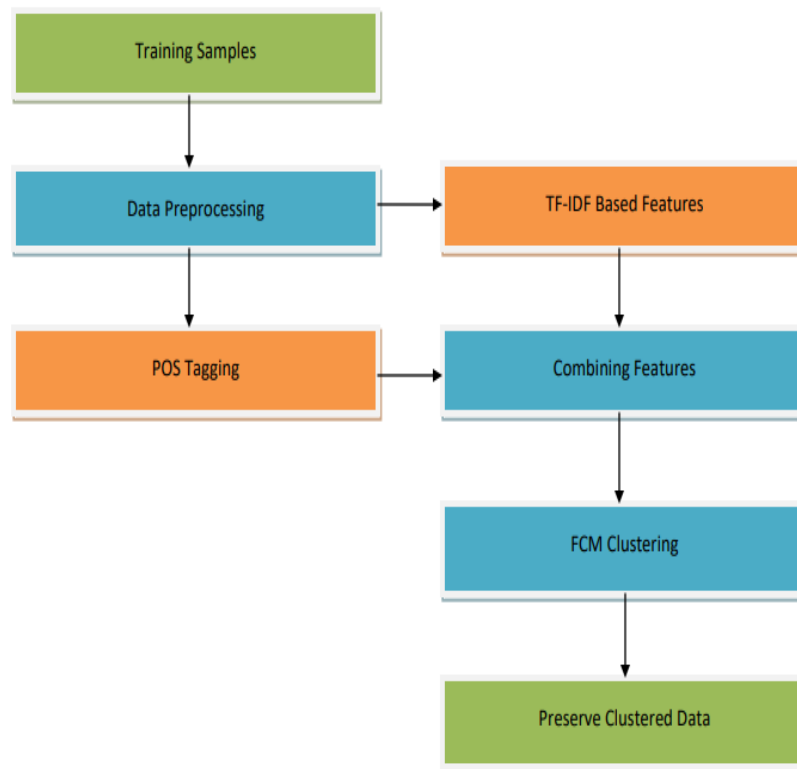 Training Samples
Data Preprocessing
TF-IDF Based Features
POS Tagging
Combining Features
FCM Clustering
Preserve Clustered Data